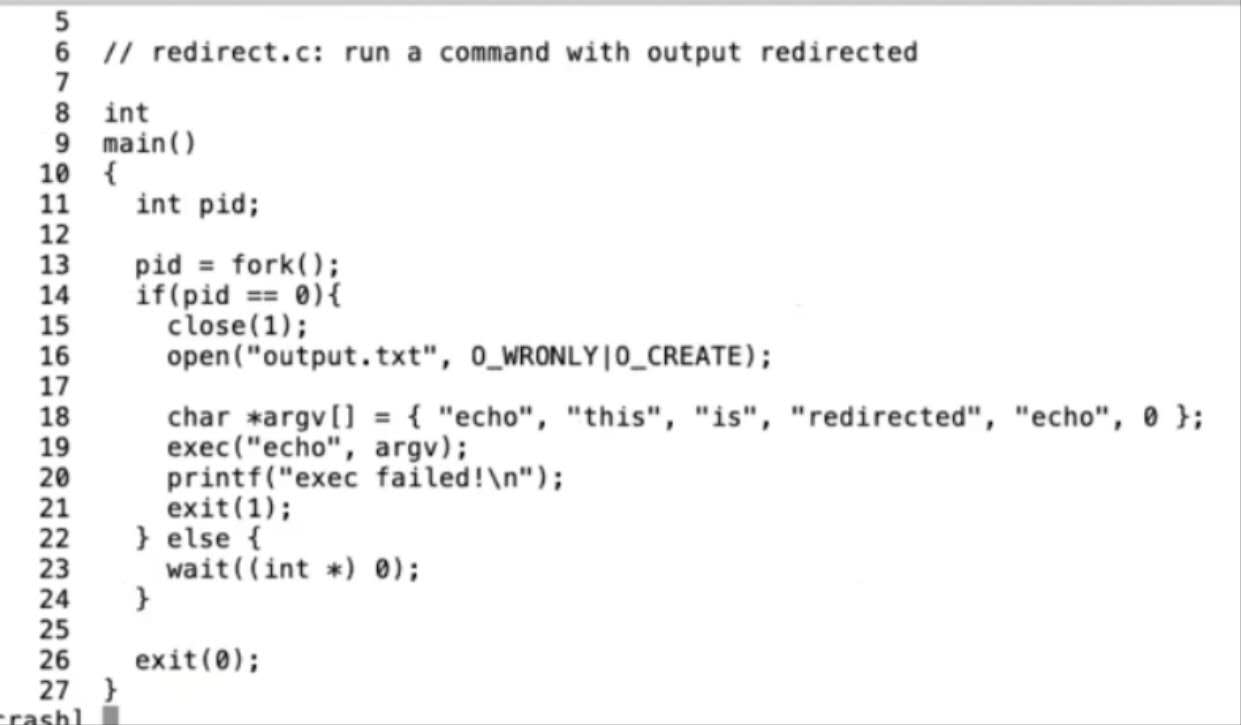 5
6 // redirect.c: run a command with output redirected
7
8 int
9 main()
10 {
11   int pid;
12
13   pid = fork();
14   if(pid == 0){
15     close(1);
16     open("output.txt", O_WRONLY|O_CREATE);
17
18     char *argv[] = { "echo", "this", "is", "redirected", "echo", 0 };
19     exec("echo", argv);
20     printf("exec failed!\n");
21     exit(1);
22   } else {
23     wait((int *) 0);
24   }
25
26   exit(0);
27 }
crash]